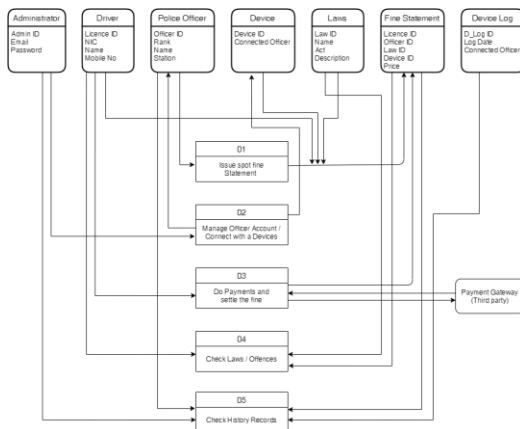 Administrator
Admin ID
Email
Password
Driver
Licence ID
NIC
Name
Mobile No
Police Officer
Officer ID
Rank
Name
Station
Device
Device ID
Connected Officer
Laws
Law ID
Name
Act
Description
Fine Statement
Licence ID
Officer ID
Law ID
Device ID
Price
Device Log
D_Log ID
Log Date
Connected Officer
01
Issue spot fine
Statement
02
Manage Officer Account /
Connect with a Devices
03
Do Payments and
settle the fine
Payment Gateway
(Third party)
04
Check Laws / Offences
05
Check History Records